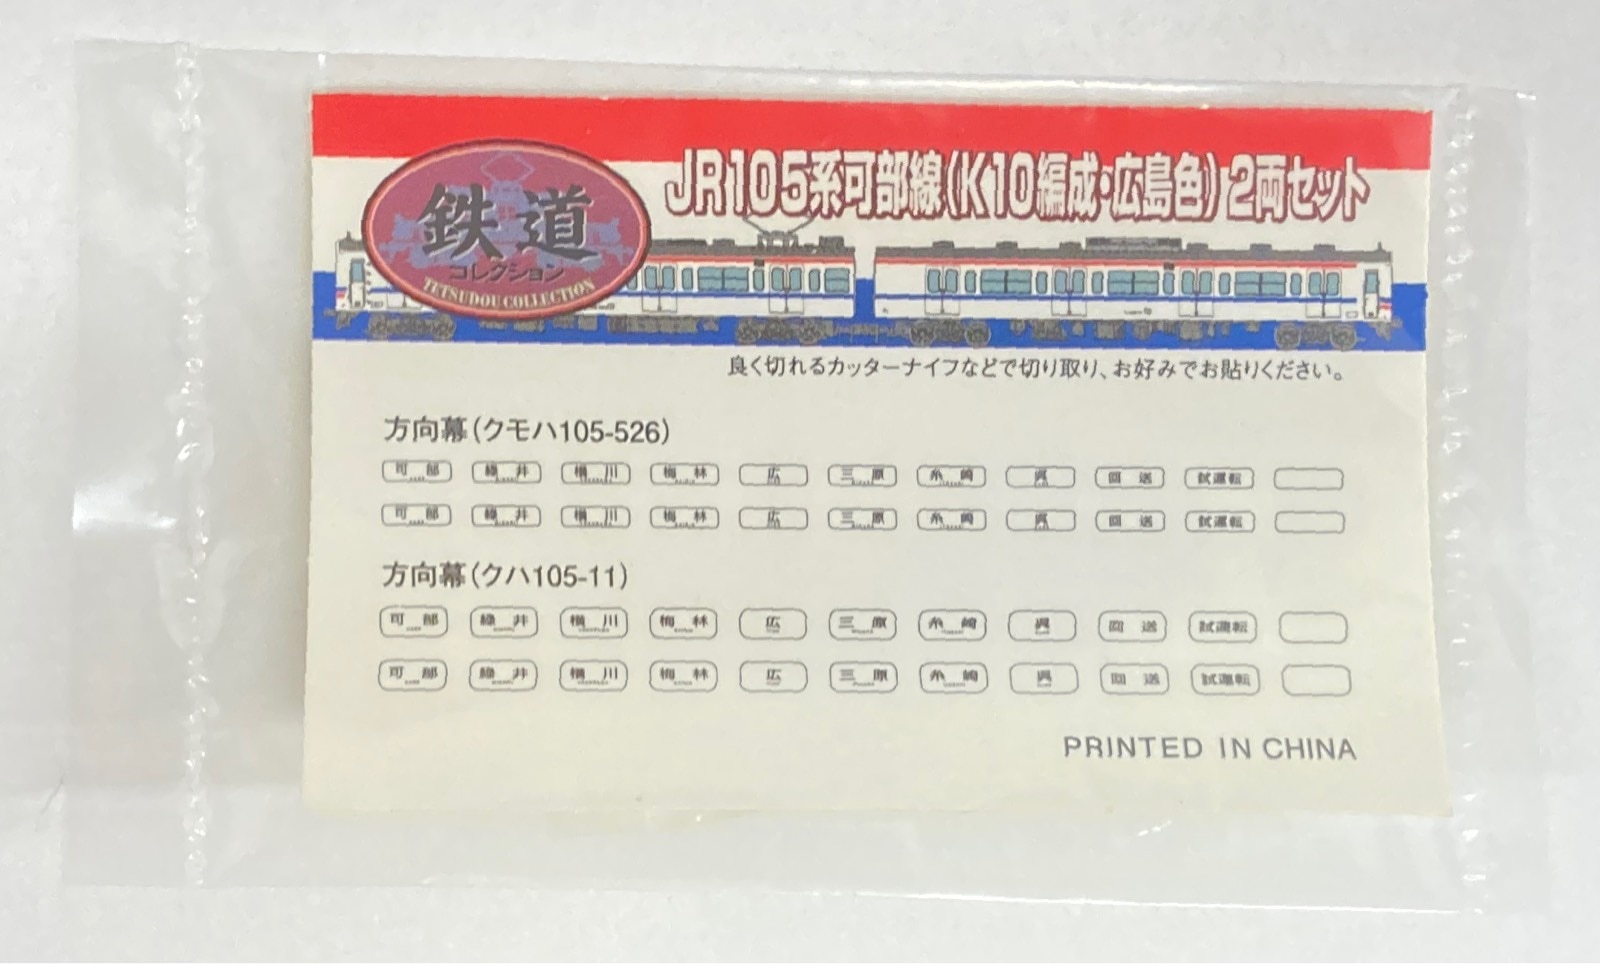 鉄道
コレクション
TETSUDOU COLLECTION
JR105系可部線(K10編成・広島色)2両セット
良く切れるカッターナイフなどで切り取り、お好みでお貼りください。
方向幕(クモハ105-526)
可部 緑井 横川 梅林 広 三原 糸崎 呉 回送 試運転
可部 緑井 横川 梅林 広 三原 糸崎 呉 回送 試運転
方向幕(クハ105-11)
可部 緑井 横川 梅林 広 三原 糸崎 呉 回送 試運転
可部 緑井 横川 梅林 広 三原 糸崎 呉 回送 試運転
PRINTED IN CHINA